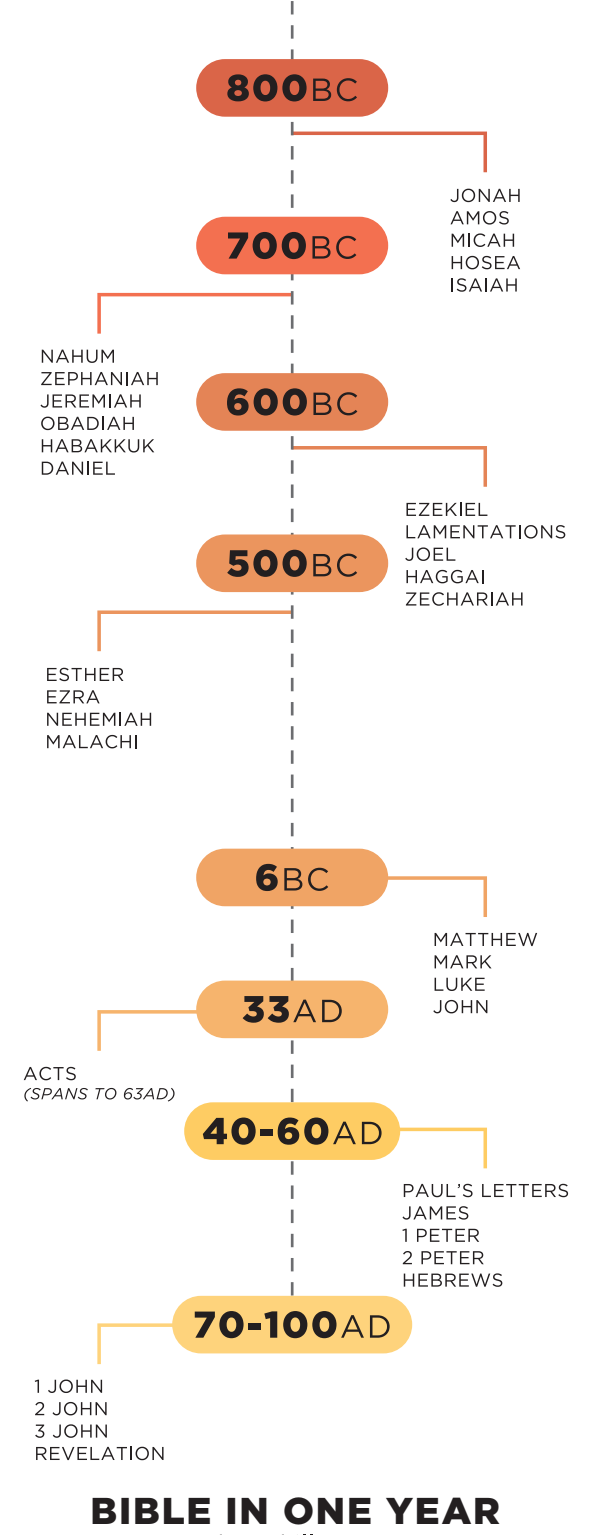 800BC
JONAH
AMOS
MICAH
HOSEA
ISAIAH
700BC
NAHUM
ZEPHANIAH
JEREMIAH
OBADIAH
HABAKKUK
DANIEL
600BC
EZEKIEL
LAMENTATIONS
JOEL
HAGGAI
ZECHARIAH
500BC
ESTHER
EZRA
NEHEMIAH
MALACHI
6BC
MATTHEW
MARK
LUKE
JOHN
33AD
ACTS
(SPANS TO 63AD)
40-60AD
PAUL'S LETTERS
JAMES
1 PETER
2 PETER
HEBREWS
70-100AD
1 JOHN
2 JOHN
3 JOHN
REVELATION
BIBLE IN ONE YEAR